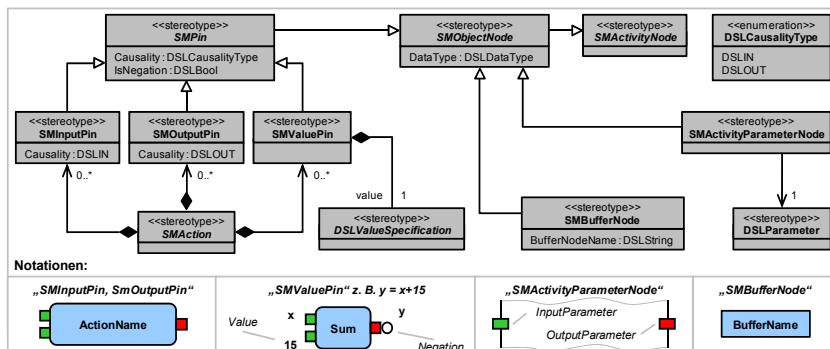 <<stereotype>>
SMPin
Causality : DSLCausalityType
IsNegation : DSLBool
<<stereotype>>
SMObjectNode
DataType : DSLDataType
<<stereotype>>
SMActivityNode
<<enumeration>>
DSLCausalityType
DSLIN
DSLOUT
<<stereotype>>
SMInputPin
Causality : DSLIN
<<stereotype>>
SMOutputPin
Causality : DSLOUT
<<stereotype>>
SMValuePin
<<stereotype>>
SMActivityParameterNode
0..*
0..*
0..*
<<stereotype>>
SMAction
value
1
<<stereotype>>
DSLValueSpecification
<<stereotype>>
SMBufferNode
BufferNodeName : DSLString
1
<<stereotype>>
DSLParameter
Notationen:
„SMInputPin, SmOutputPin“
ActionName
„SMValuePin“ z. B. y = x+15
Value
x
15
Sum
y
Negation
„SMActivityParameterNode“
InputParameter
OutputParameter
„SMBufferNode“
BufferName